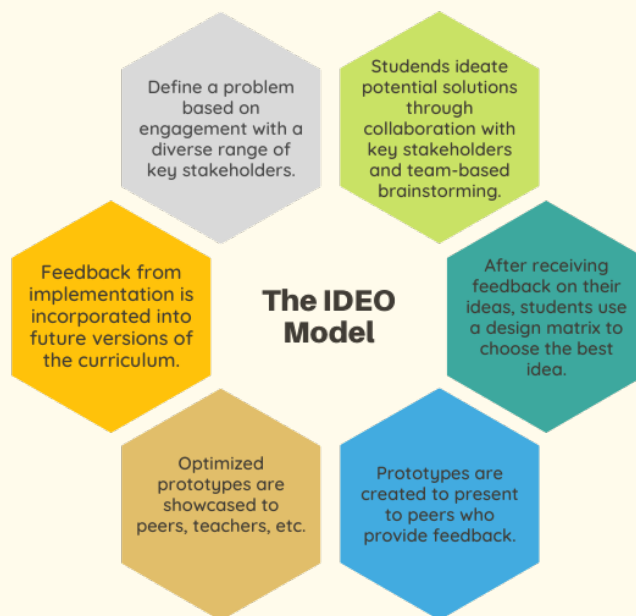 Define a problem
based on
engagement with a
diverse range of
key stakeholders.
Studends ideate
potential solutions
through
collaboration with
key stakeholders
and team-based
brainstorming.
After receiving
feedback on their
ideas, students use
a design matrix to
choose the best
idea.
Prototypes are
created to present
to peers who
provide feedback.
Optimized
prototypes are
showcased to
peers, teachers, etc.
Feedback from
implementation is
incorporated into
future versions of
the curriculum.
The IDEO
Model